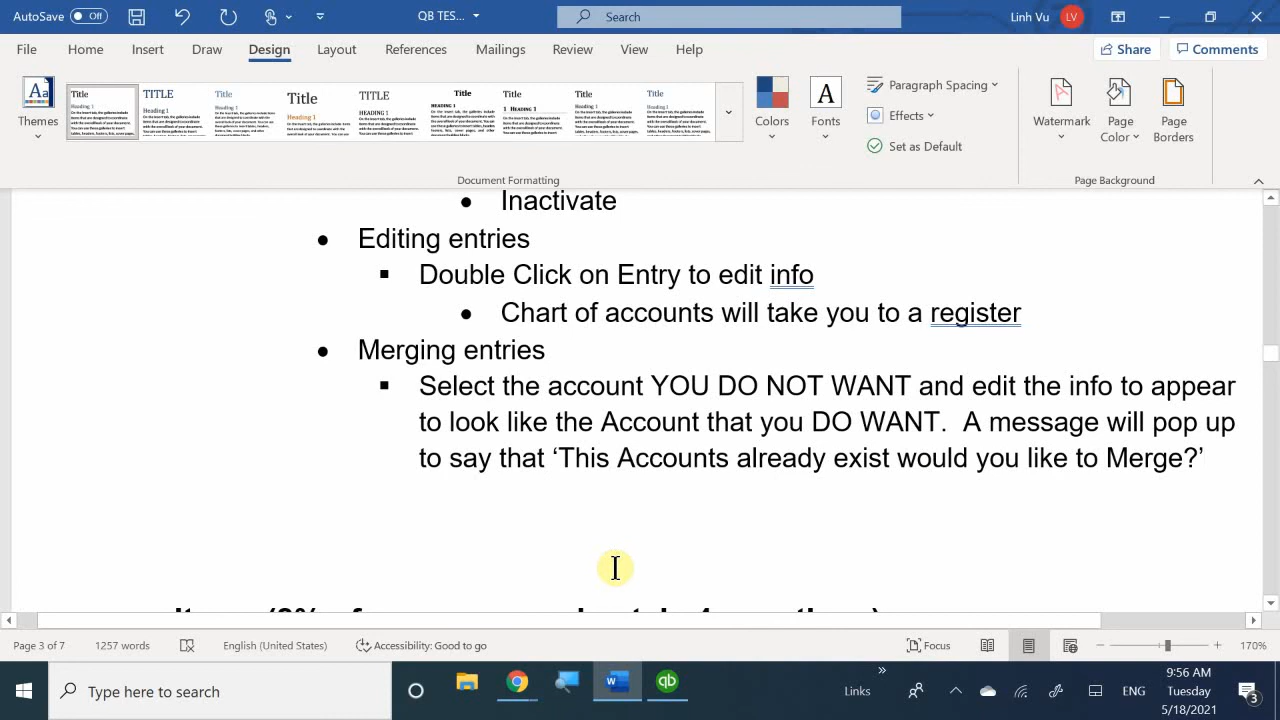 AutoSave Off QB TES... Search Linh Vu LV
File Home Insert Draw Design Layout References Mailings Review View Help Share Comments
Themes
Title
Heading 1
TITLE
Heading 1
Title
Heading 1
Title
Heading 1
TITLE
Heading 1
Title
Heading 1
Title
1 Heading 1
Title
Heading 1
Title
Heading 1
Colors
Fonts
Paragraph Spacing
Effects
Set as Default
Watermark
Page
Color
Page
Borders
Document Formatting
Page Background
• Inactivate
• Editing entries
▪ Double Click on Entry to edit info
• Chart of accounts will take you to a register
• Merging entries
▪ Select the account YOU DO NOT WANT and edit the info to appear
to look like the Account that you DO WANT.  A message will pop up
to say that ‘This Accounts already exist would you like to Merge?’
Page 3 of 7 1257 words English (United States) Accessibility: Good to go Focus 170%
Type here to search
Links
ENG
9:56 AM
Tuesday
5/18/2021
3